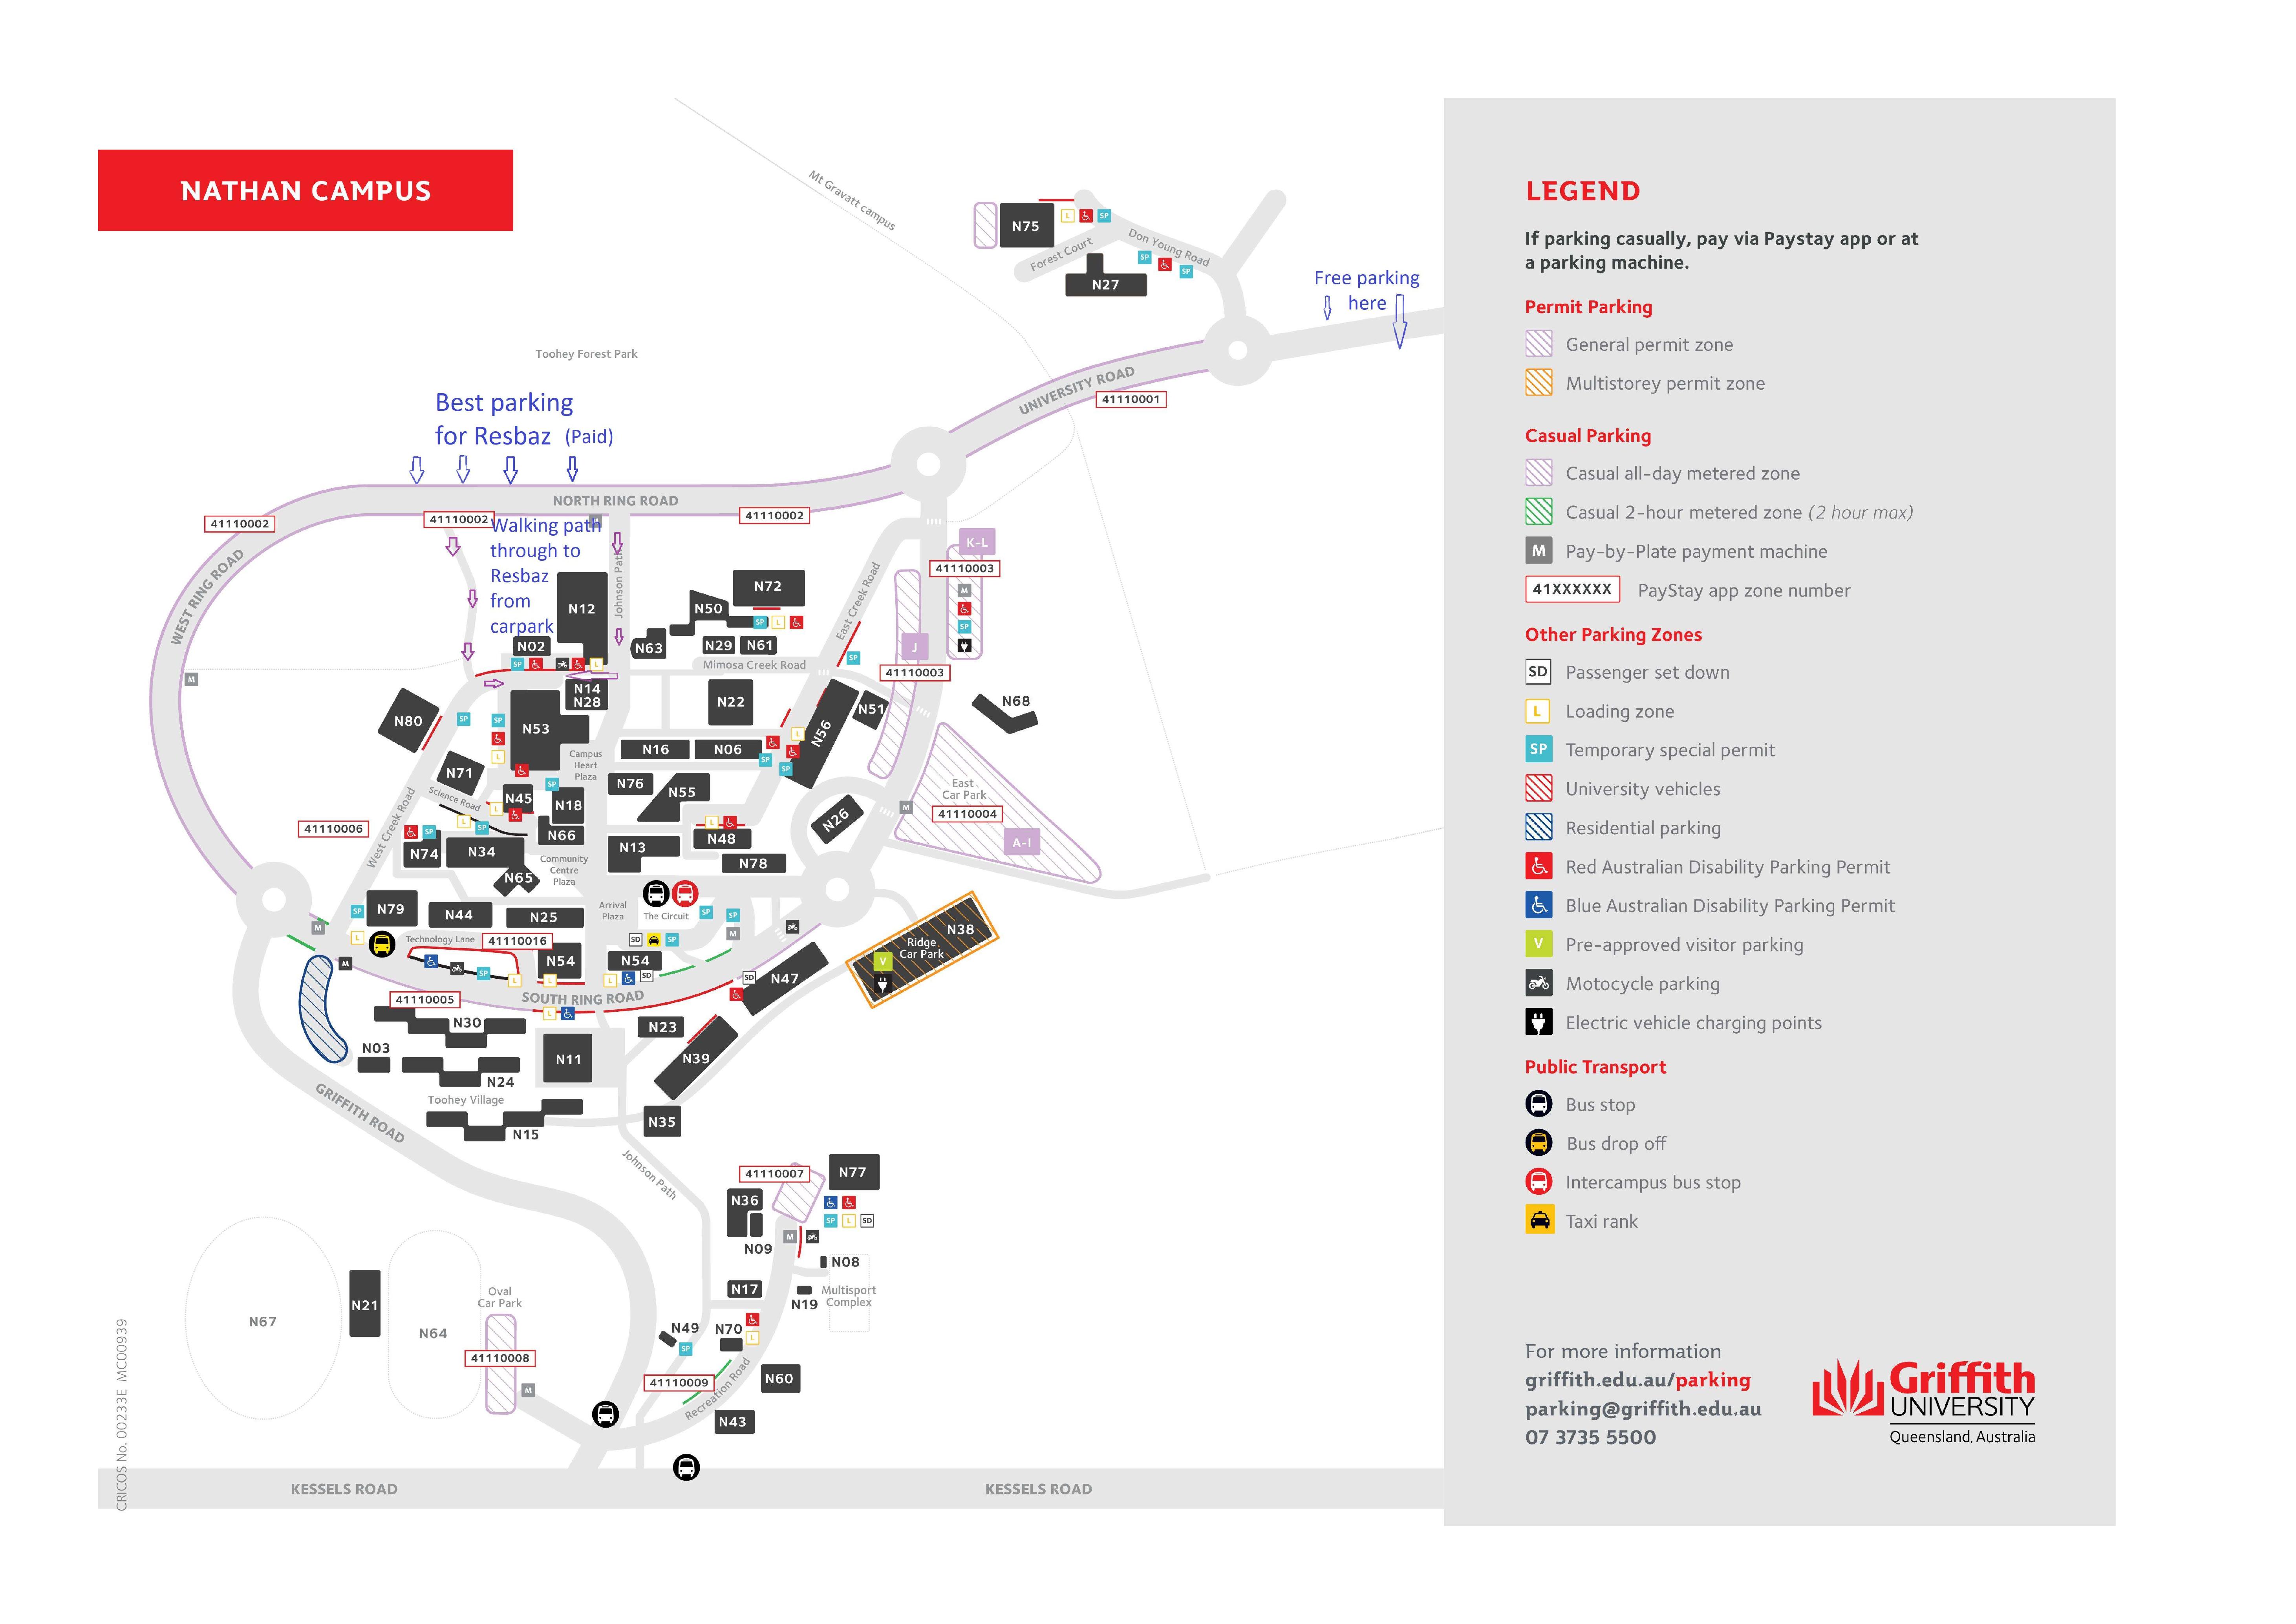 NATHAN CAMPUS
Mt Gravatt campus
N75
L
SP
Forest Court
Don Young Road
SP
SP
N27
Free parking
here
Toohey Forest Park
UNIVERSITY ROAD
41110001
Best parking
for Resbaz (Paid)
NORTH RING ROAD
41110002
41110002
41110002
M
Walking path
through to
Resbaz
from
carpark
WEST RING ROAD
Johnson Path
East Creek Road
K-L
41110003
M
SP
N12
N72
N50
SP
L
N02
N63
N29
N61
SP
L
SP
J
41110003
Mimosa Creek Road
M
N14
N28
N22
N51
N68
N80
SP
SP
N53
L
N56
L
N16
N06
SP
SP
Campus
Heart
Plaza
N71
SP
N76
N55
East
Car Park
41110004
A-I
M
Science Road
N45
L
N18
N26
West Creek Road
41110006
L
SP
SP
N66
L
N48
N74
N34
N13
N78
Community
Centre
Plaza
N65
SP
N79
N44
N25
Arrival
Plaza
The Circuit
SP
SP
M
M
L
Technology Lane
41110016
SD
SP
N38
Ridge
Car Park
V
M
SP
L
N54
L
N54
L
SD
SD
N47
41110005
SOUTH RING ROAD
L
N30
N23
N03
N11
N39
N24
Toohey Village
N15
N35
GRIFFITH ROAD
Johnson Path
41110007
N77
N36
SP
L
SD
M
N09
N08
N17
N19
Multisport
Complex
N67
N21
N64
Oval
Car Park
41110008
M
N49
N70
L
SP
41110009
N60
Recreation Road
N43
KESSELS ROAD
KESSELS ROAD
CRICOS No. 00233E MC00939
LEGEND
If parking casually, pay via Paystay app or at
a parking machine.
Permit Parking
General permit zone
Multistorey permit zone
Casual Parking
Casual all-day metered zone
Casual 2-hour metered zone (2 hour max)
M Pay-by-Plate payment machine
41XXXXXX PayStay app zone number
Other Parking Zones
SD Passenger set down
L Loading zone
SP Temporary special permit
University vehicles
Residential parking
Red Australian Disability Parking Permit
Blue Australian Disability Parking Permit
V Pre-approved visitor parking
Motocycle parking
Electric vehicle charging points
Public Transport
Bus stop
Bus drop off
Intercampus bus stop
Taxi rank
For more information
griffith.edu.au/parking
parking@griffith.edu.au
07 3735 5500
Griffith
UNIVERSITY
Queensland, Australia